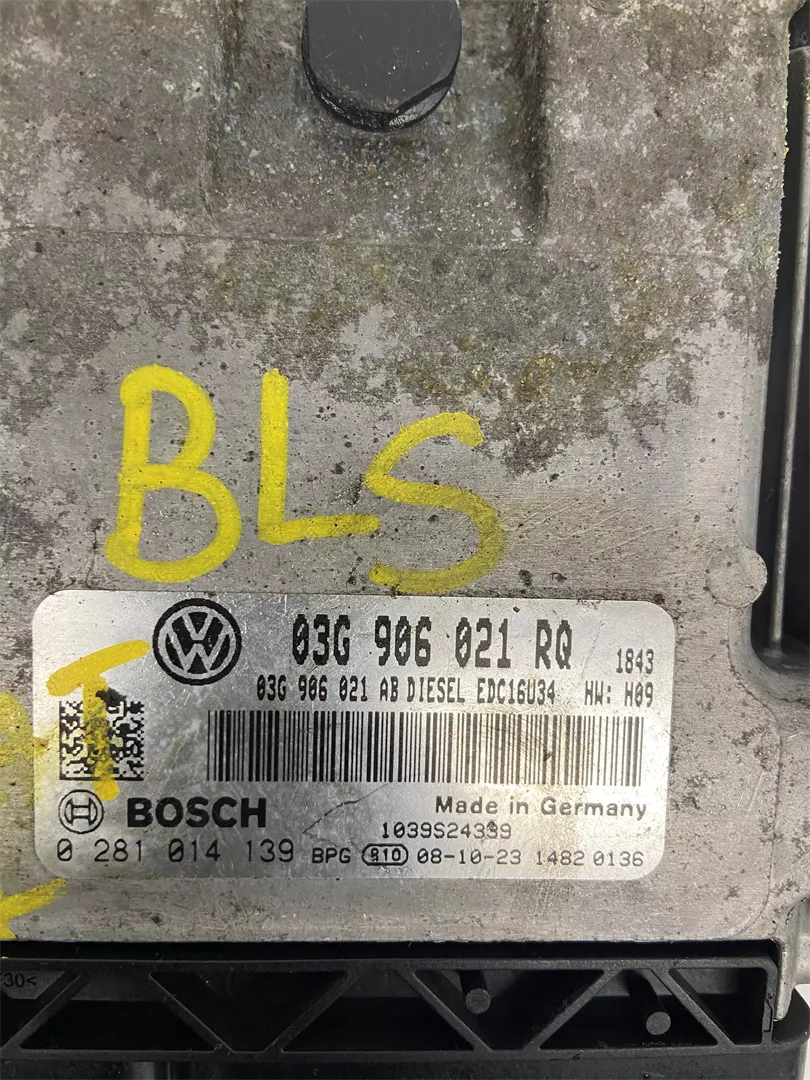 BLS
03G 906 021 RQ 1843
03G 906 021 AB DIESEL EDC16U34 HW: H09
T
BOSCH Made in Germany
1039S24339
0 281 014 139 BPG 08-10-23 1482 0136
30<